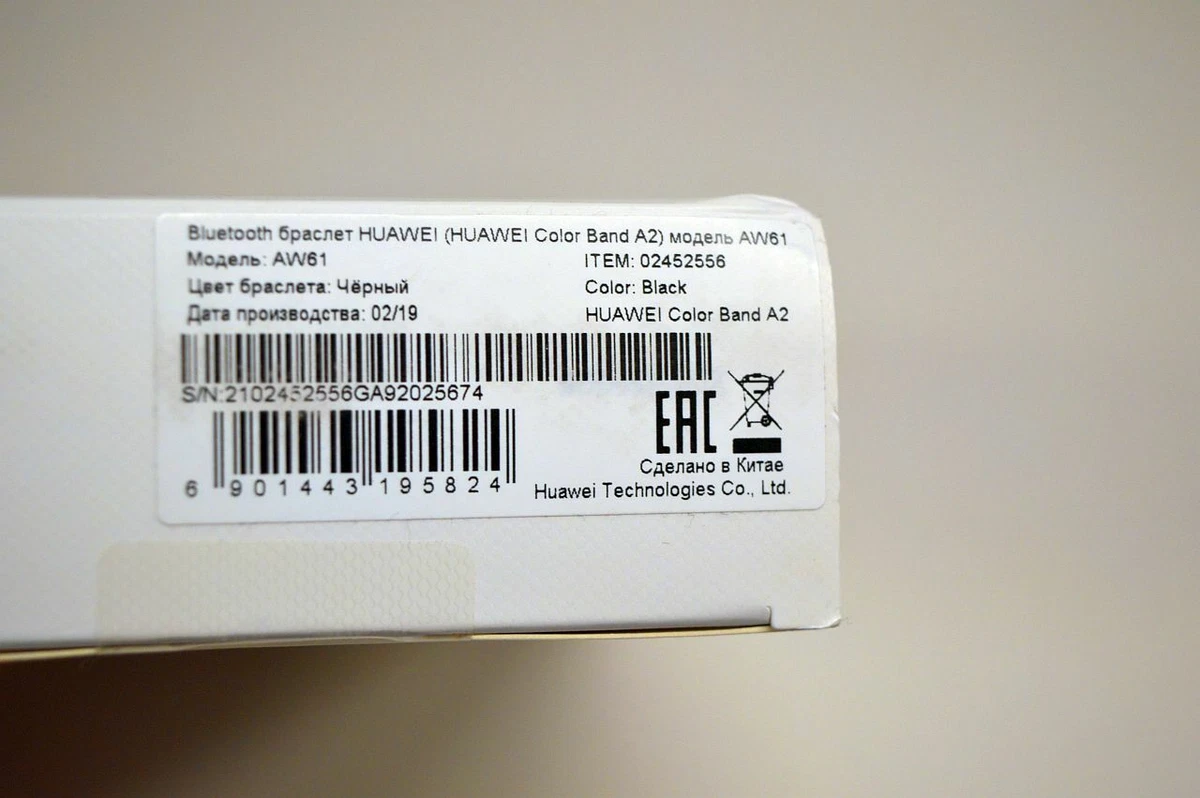 Bluetooth браслет HUAWEI (HUAWEI Color Band A2) модель AW61
Модель: AW61 ITEM: 02452556
Цвет браслета: Чёрный Color: Black
Дата производства: 02/19 HUAWEI Color Band A2
S/N:2102452556GA92025674
EAC
6 901443 195824
Сделано в Китае
Huawei Technologies Co., Ltd.